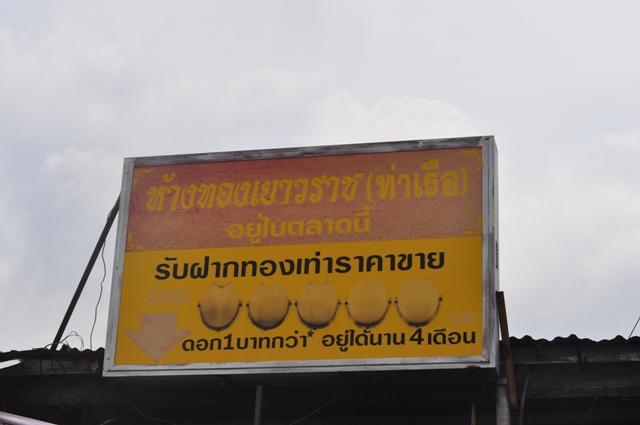 ห้างทองเยาวราช (ท่าเรือ)
อยู่ในตลาดนี้
รับฝากทองเท่าราคาขาย
ดอก1บาทกว่า* อยู่ได้นาน 4 เดือน